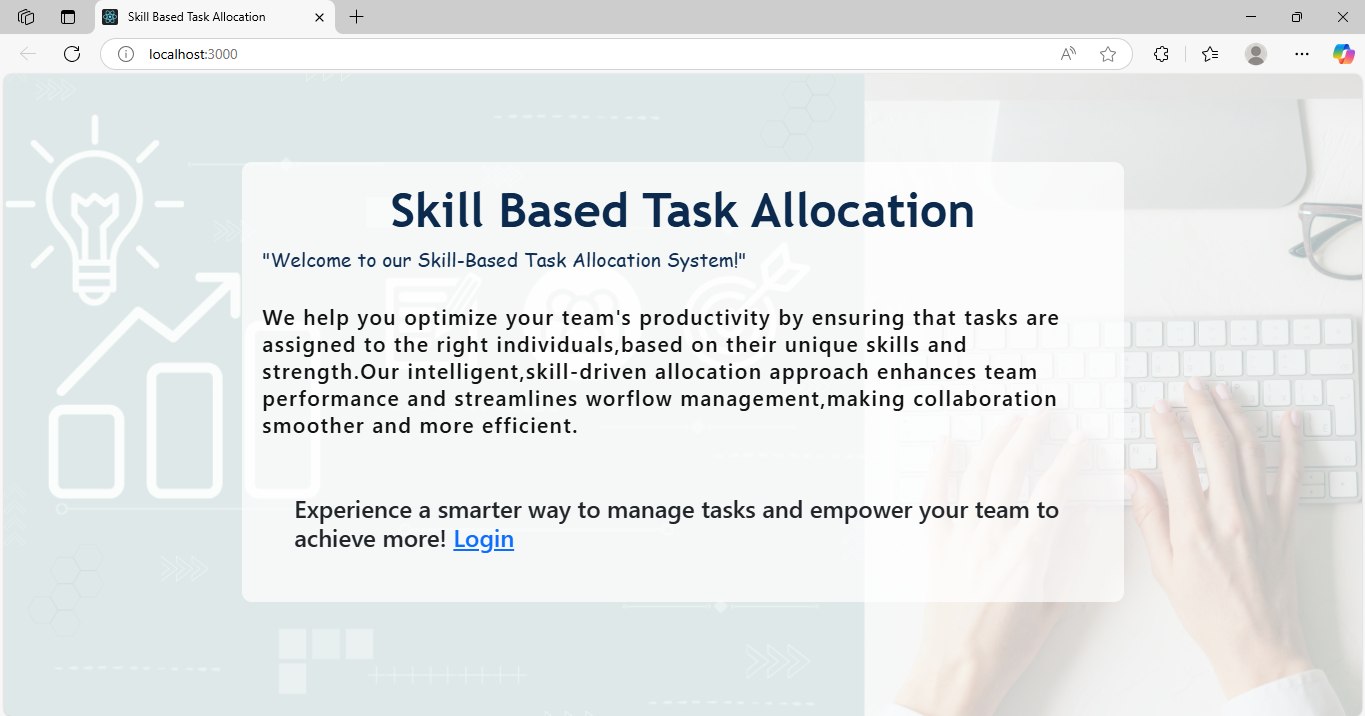 Skill Based Task Allocation
localhost:3000
Skill Based Task Allocation
"Welcome to our Skill-Based Task Allocation System!"
We help you optimize your team's productivity by ensuring that tasks are
assigned to the right individuals,based on their unique skills and
strength.Our intelligent,skill-driven allocation approach enhances team
performance and streamlines worflow management,making collaboration
smoother and more efficient.
Experience a smarter way to manage tasks and empower your team to
achieve more! Login